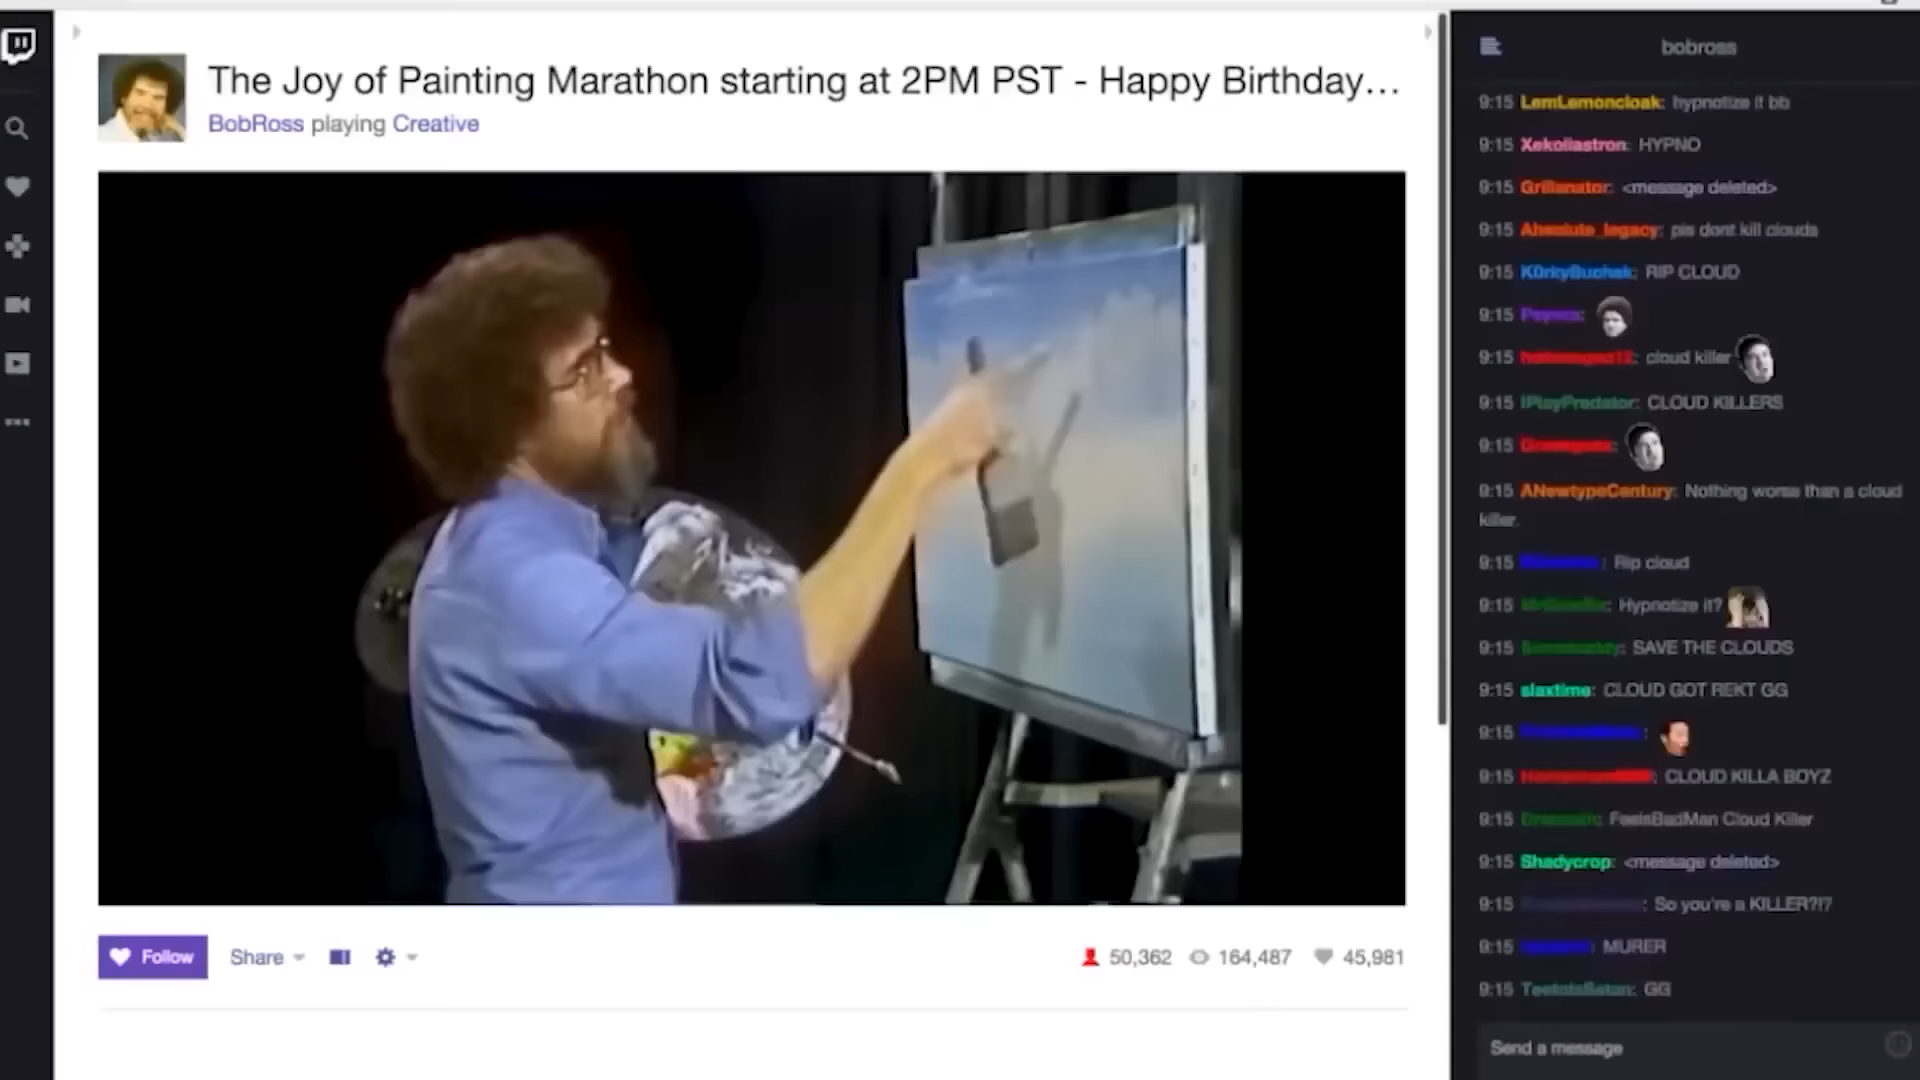 The Joy of Painting Marathon starting at 2PM PST - Happy Birthday...
BobRoss playing Creative
Follow
Share
50,362
164,487
45,981
bobross
9:15 LemLemoncloak: hypnotize it bb
9:15 Xekollastron: HYPNO
9:15 Grillanator: <message deleted>
9:15 Absolute_legacy: pls dont kill clouds
9:15 K0rkyBuchek: RIP CLOUD
9:15
9:15 cloud killer
9:15 IPlayPredator: CLOUD KILLERS
9:15
9:15 ANewtypeCentury: Nothing worse than a cloud
killer.
9:15 : Rip cloud
9:15 : Hypnotize it?
9:15 : SAVE THE CLOUDS
9:15 slaxtime: CLOUD GOT REKT GG
9:15 :
9:15 : CLOUD KILLA BOYZ
9:15 : FeelsBadMan Cloud Killer
9:15 Shadycrop: <message deleted>
9:15 : So you're a KILLER?!?
9:15 : MURER
9:15 : GG
Send a message